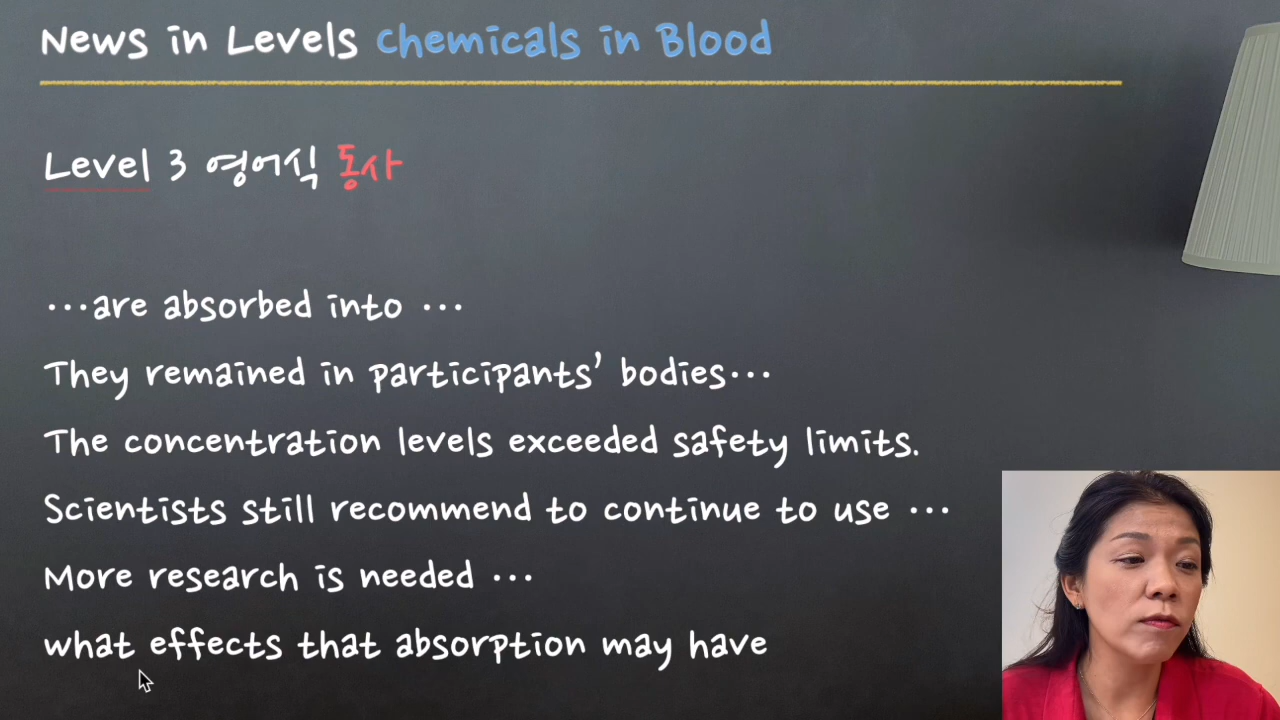 News in Levels Chemicals in Blood
Level 3 영어식 동사
...are absorbed into ...
They remained in participants' bodies...
The concentration levels exceeded safety limits.
Scientists still recommend to continue to use ...
More research is needed ...
what effects that absorption may have